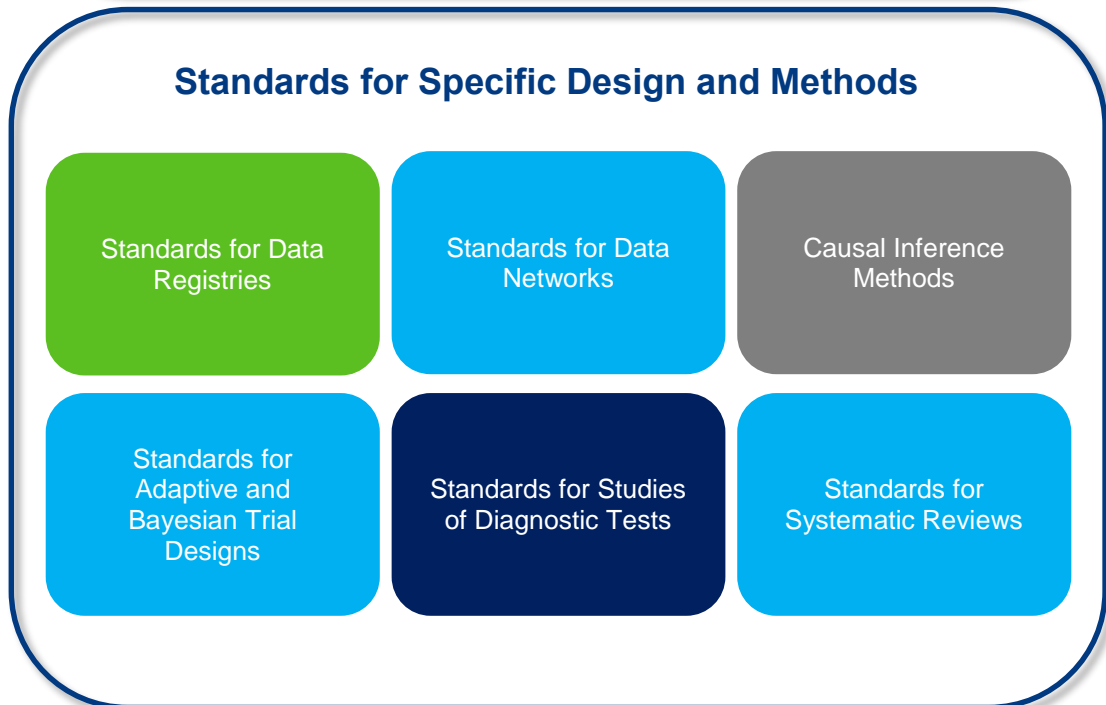 Standards for Specific Design and Methods
Standards for Data
Registries
Standards for Data
Networks
Causal Inference
Methods
Standards for
Adaptive and
Bayesian Trial
Designs
Standards for Studies
of Diagnostic Tests
Standards for
Systematic Reviews